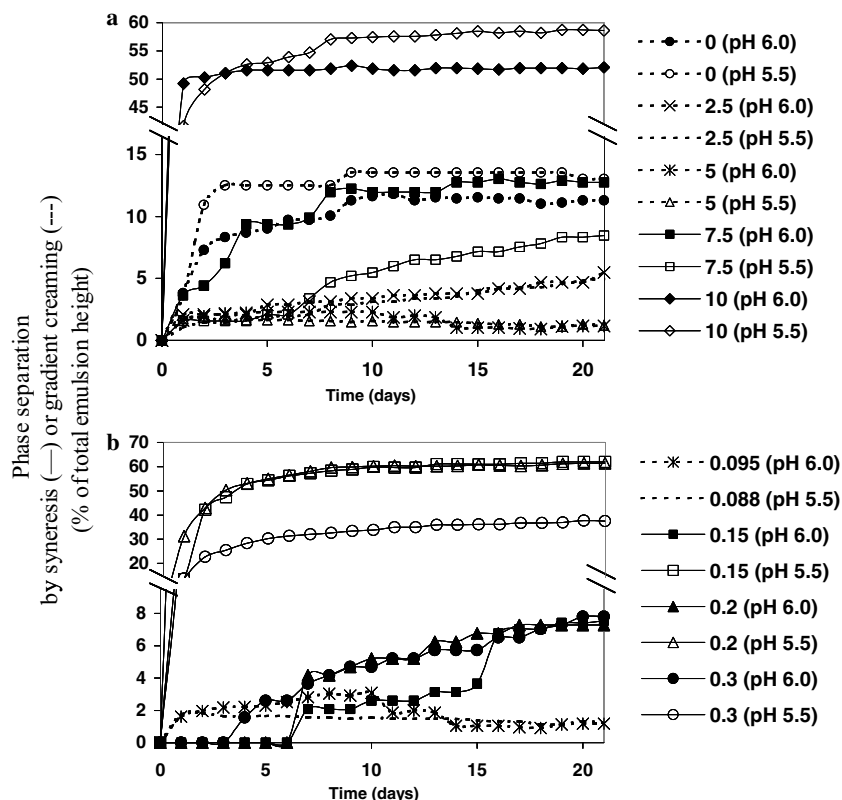 a
60
55
50
45
15
10
5
0
0 5 10 15 20
Time (days)
0 (pH 6.0)
0 (pH 5.5)
2.5 (pH 6.0)
2.5 (pH 5.5)
5 (pH 6.0)
5 (pH 5.5)
7.5 (pH 6.0)
7.5 (pH 5.5)
10 (pH 6.0)
10 (pH 5.5)
Phase separation
by syneresis (—) or gradient creaming (---)
(% of total emulsion height)
b
70
60
50
40
30
20
8
6
4
2
0
0 5 10 15 20
Time (days)
0.095 (pH 6.0)
0.088 (pH 5.5)
0.15 (pH 6.0)
0.15 (pH 5.5)
0.2 (pH 6.0)
0.2 (pH 5.5)
0.3 (pH 6.0)
0.3 (pH 5.5)